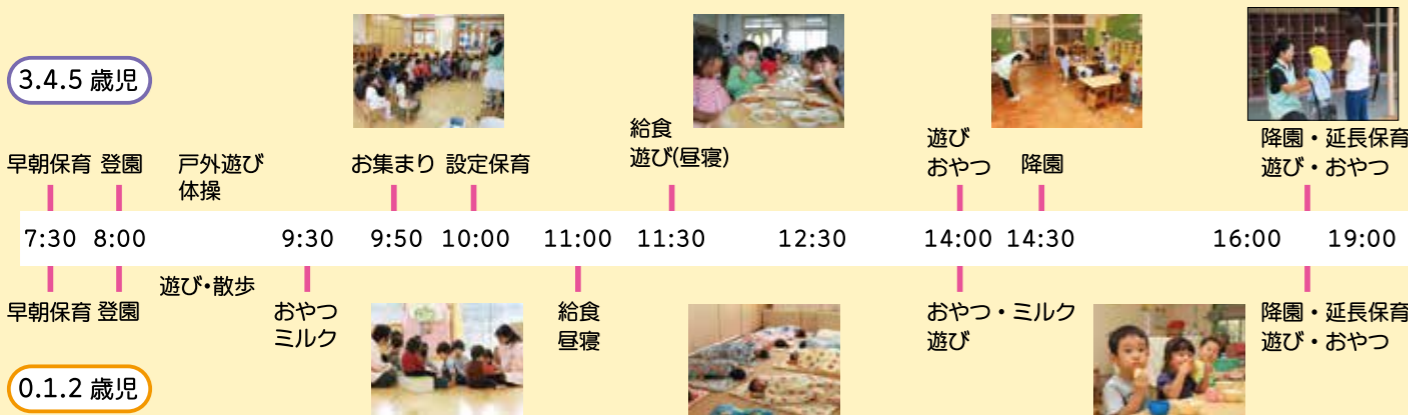 3.4.5 歳児
早朝保育 登園 戸外遊び
体操
お集まり 設定保育
給食
遊び(昼寝)
遊び
おやつ
降園
降園・延長保育
遊び・おやつ
7:30 8:00 9:30 9:50 10:00 11:00 11:30 12:30 14:00 14:30 16:00 19:00
早朝保育 登園
遊び・散歩
おやつ
ミルク
給食
昼寝
おやつ・ミルク
遊び
降園・延長保育
遊び・おやつ
0.1.2 歳児